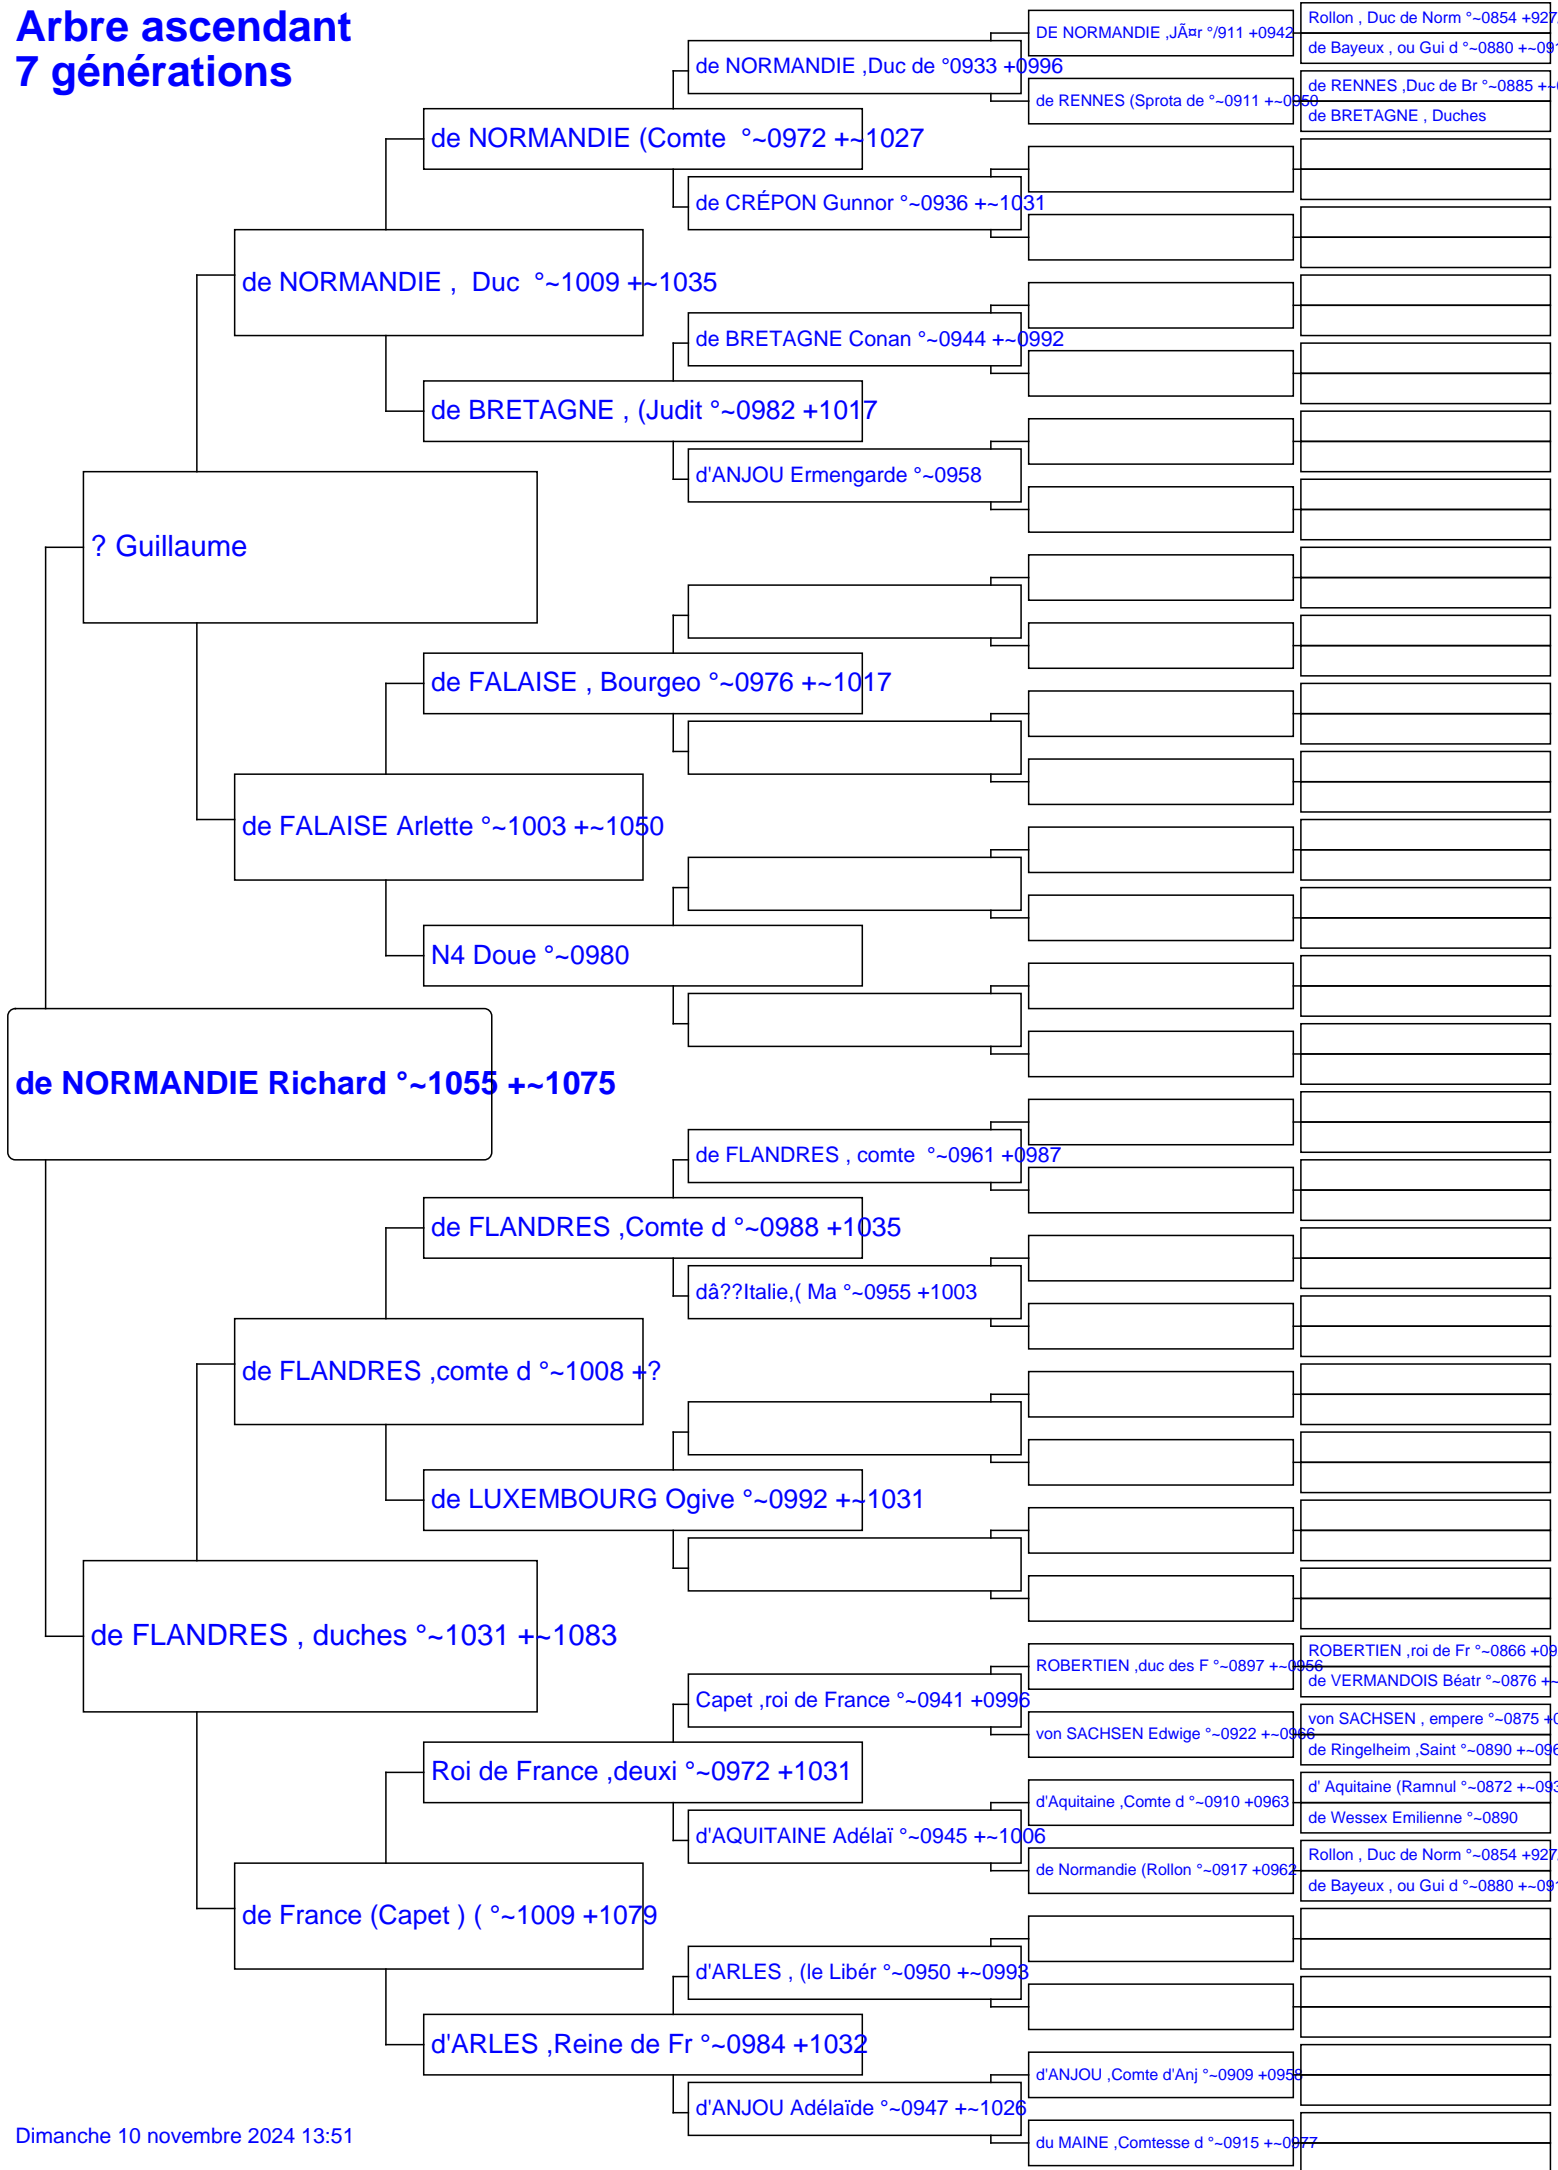 Arbre ascendant
7 générations
DE NORMANDIE ,JÃ¤r °/911 +0942
Rollon , Duc de Norm °~0854 +927
de Bayeux , ou Gui d °~0880 +~091
de NORMANDIE ,Duc de °0933 +0996
de RENNES (Sprota de °~0911 +~0950
de RENNES ,Duc de Br °~0885 +~
de BRETAGNE , Duches
de NORMANDIE (Comte  °~0972 +~1027
de CRÉPON Gunnor °~0936 +~1031
de NORMANDIE ,  Duc  °~1009 +~1035
de BRETAGNE Conan °~0944 +~0992
de BRETAGNE , (Judit °~0982 +1017
d'ANJOU Ermengarde °~0958
? Guillaume
de FALAISE , Bourgeo °~0976 +~1017
de FALAISE Arlette °~1003 +~1050
N4 Doue °~0980
de NORMANDIE Richard °~1055 +~1075
de FLANDRES , comte  °~0961 +0987
de FLANDRES ,Comte d °~0988 +1035
dâ??Italie,( Ma °~0955 +1003
de FLANDRES ,comte d °~1008 +?
de LUXEMBOURG Ogive °~0992 +~1031
de FLANDRES , duches °~1031 +~1083
ROBERTIEN ,duc des F °~0897 +~0956
ROBERTIEN ,roi de Fr °~0866 +09
de VERMANDOIS Béatr °~0876 +~
Capet ,roi de France °~0941 +0996
von SACHSEN Edwige °~0922 +~0966
von SACHSEN , empere °~0875 +0
de Ringelheim ,Saint °~0890 +~096
Roi de France ,deuxi °~0972 +1031
d'Aquitaine ,Comte d °~0910 +0963
d' Aquitaine (Ramnul °~0872 +~093
de Wessex Emilienne °~0890
d'AQUITAINE Adélaï °~0945 +~1006
de Normandie (Rollon °~0917 +0962
Rollon , Duc de Norm °~0854 +927
de Bayeux , ou Gui d °~0880 +~091
de France (Capet ) ( °~1009 +1079
d'ARLES , (le Libér °~0950 +~0993
d'ARLES ,Reine de Fr °~0984 +1032
d'ANJOU ,Comte d'Anj °~0909 +0958
d'ANJOU Adélaïde °~0947 +~1026
du MAINE ,Comtesse d °~0915 +~0977
Dimanche 10 novembre 2024 13:51